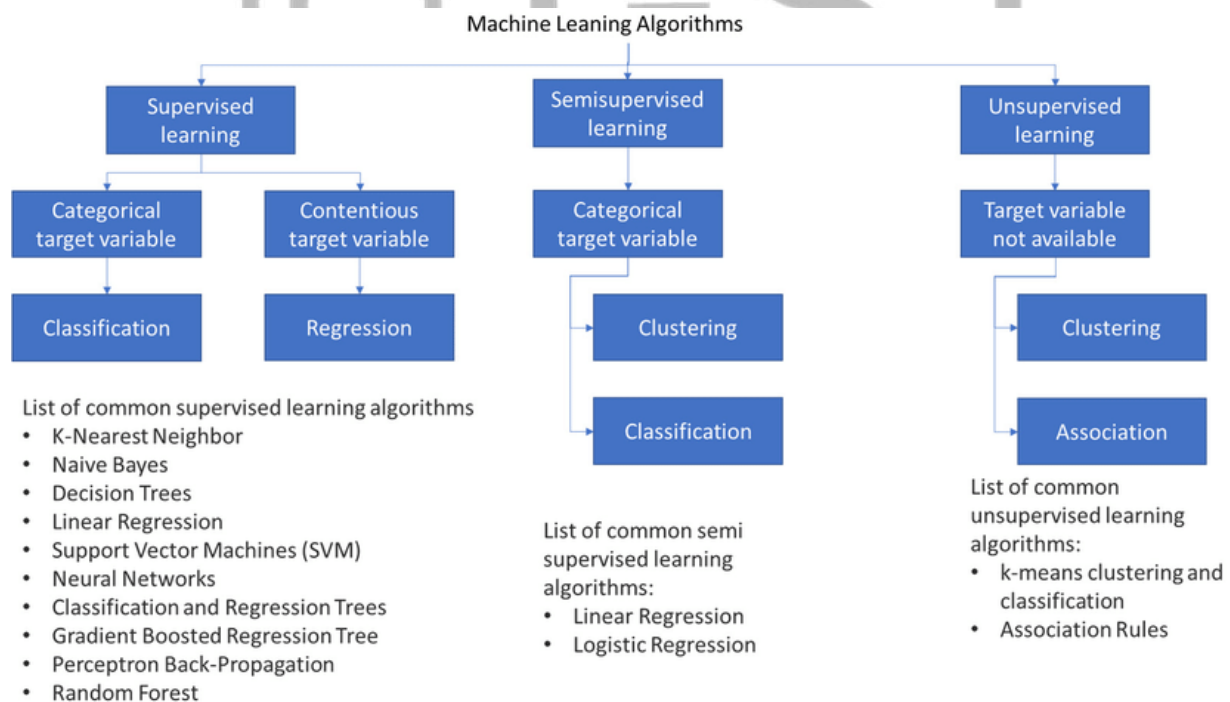 Machine Leaning Algorithms
Supervised
learning
Semisupervised
learning
Unsupervised
learning
Categorical
target variable
Contentious
target variable
Categorical
target variable
Target variable
not available
Classification
Regression
Clustering
Clustering
Classification
Association
List of common supervised learning algorithms
• K-Nearest Neighbor
• Naive Bayes
• Decision Trees
• Linear Regression
• Support Vector Machines (SVM)
• Neural Networks
• Classification and Regression Trees
• Gradient Boosted Regression Tree
• Perceptron Back-Propagation
• Random Forest
List of common semi
supervised learning
algorithms:
• Linear Regression
• Logistic Regression
List of common
unsupervised learning
algorithms:
• k-means clustering and
classification
• Association Rules